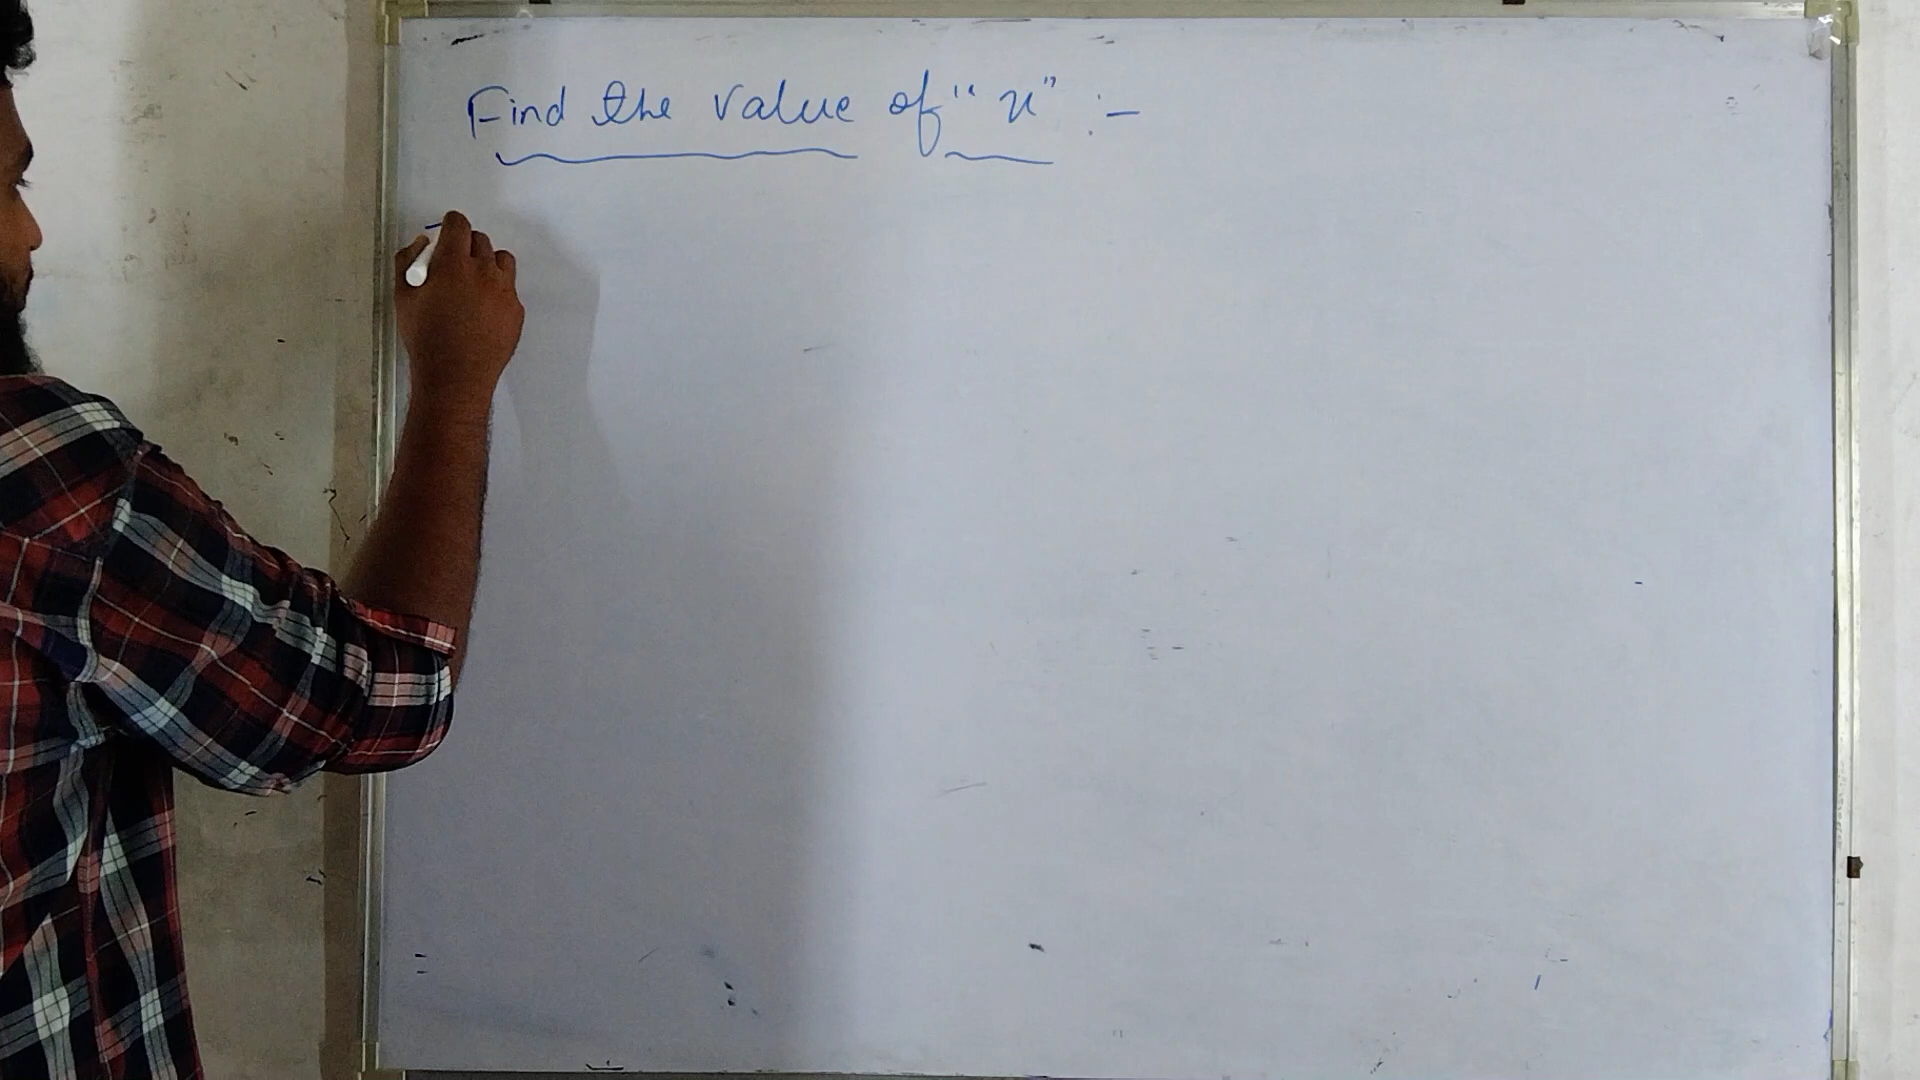 Find the value of "x" :-